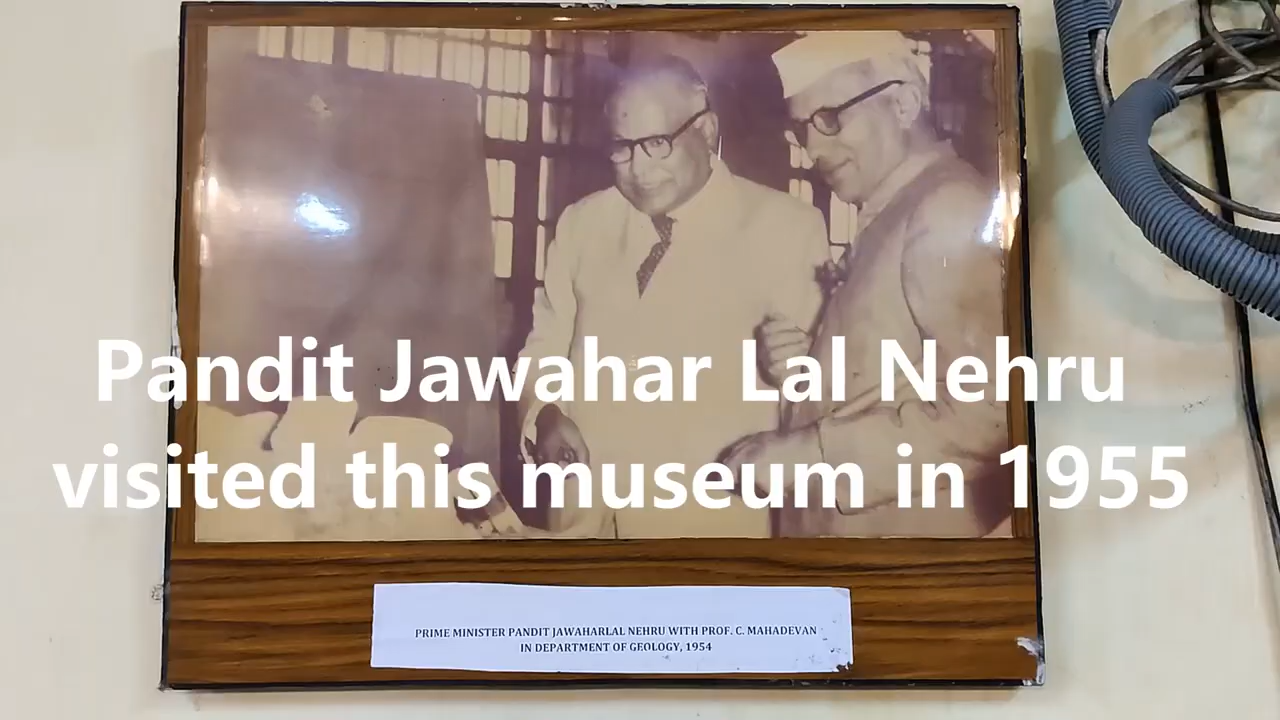 Pandit Jawahar Lal Nehru
visited this museum in 1955
PRIME MINISTER PANDIT JAWAHARLAL NEHRU WITH PROF. C. MAHADEVAN
IN DEPARTMENT OF GEOLOGY, 1954